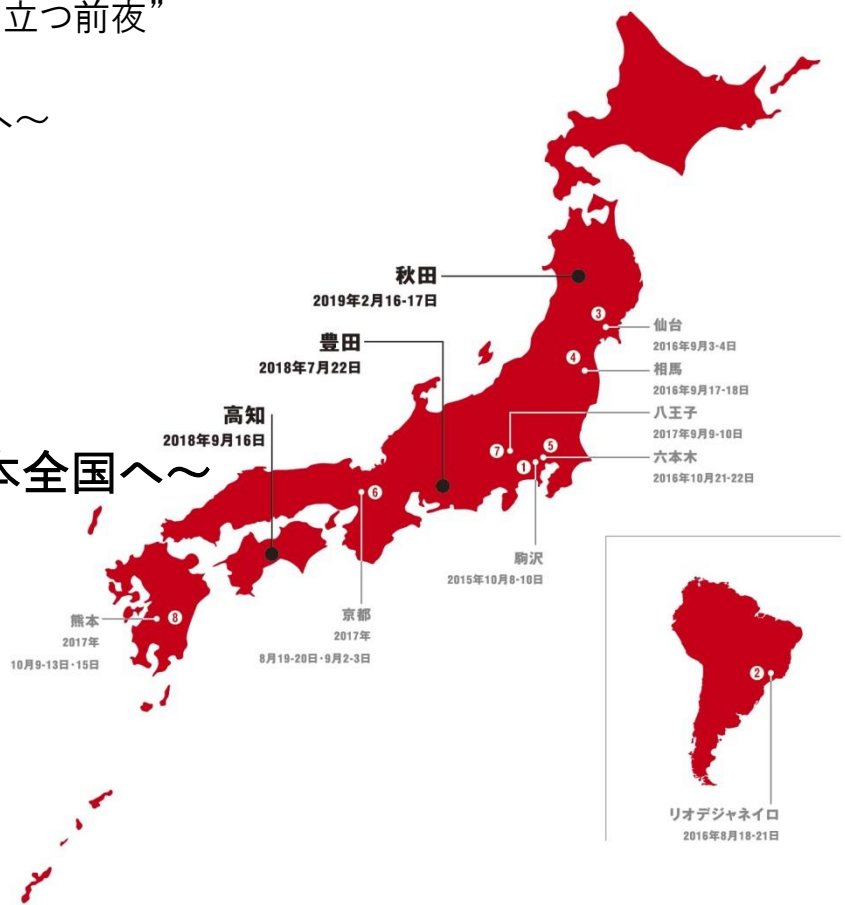 立つ前夜”
へ～
秋田
2019年2月16-17日
豊田
2018年7月22日
高知
2018年9月16日
本全国へ～
③
仙台
2016年9月3-4日
④
相馬
2016年9月17-18日
八王子
2017年9月9-10日
⑦
⑤
六本木
2016年10月21-22日
①
駒沢
2015年10月8-10日
⑥
京都
2017年
8月19-20日・9月2-3日
⑧
熊本
2017年
10月9-13日・15日
②
リオデジャネイロ
2016年8月18-21日